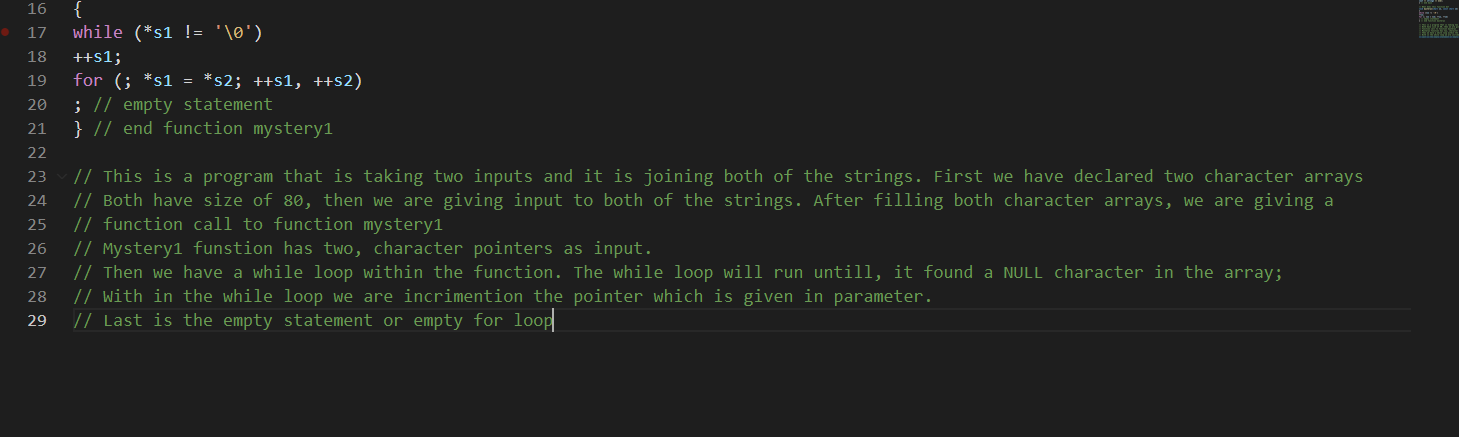 16 {
17 while (*s1 != '\0')
18 ++s1;
19 for (; *s1 = *s2; ++s1, ++s2)
20 ; // empty statement
21 } // end function mystery1
22
23 // This is a program that is taking two inputs and it is joining both of the strings. First we have declared two character arrays
24 // Both have size of 80, then we are giving input to both of the strings. After filling both character arrays, we are giving a
25 // function call to function mystery1
26 // Mystery1 funstion has two, character pointers as input.
27 // Then we have a while loop within the function. The while loop will run untill, it found a NULL character in the array;
28 // With in the while loop we are incrimention the pointer which is given in parameter.
29 // Last is the empty statement or empty for loop